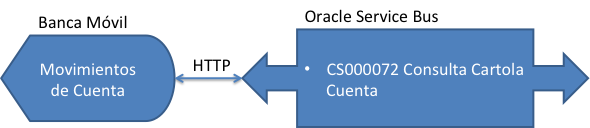 Banca Móvil
Oracle Service Bus
Movimientos
de Cuenta
HTTP
• CS000072 Consulta Cartola
Cuenta